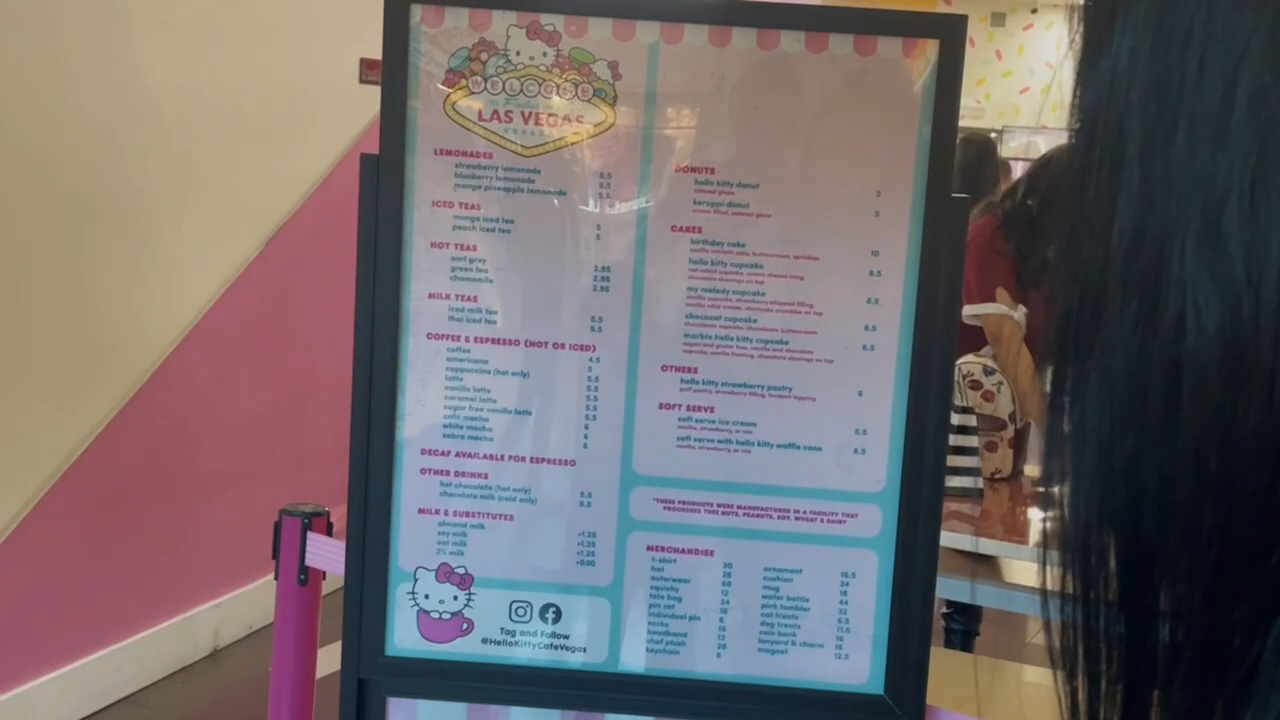 WELCOME
TO Fabulous
LAS VEGAS
NEVADA
LEMONADES
strawberry lemonade 5.5
blueberry lemonade 5.5
mango pineapple lemonade 5.5
ICED TEAS
mango iced tea 5
peach iced tea 5
HOT TEAS
earl grey 2.95
green tea 2.95
chamomile 2.95
MILK TEAS
iced milk tea 5.5
thai iced tea 5.5
COFFEE & ESPRESSO (HOT OR ICED)
coffee 4.5
americano 5
cappuccino (hot only) 5.5
latte 5.5
vanilla latte 5.5
caramel latte 5.5
sugar free vanilla latte 5.5
café mocha 6
white mocha 6
zebra mocha 6
DECAF AVAILABLE FOR ESPRESSO
OTHER DRINKS
hot chocolate (hot only) 5.5
chocolate milk (cold only) 5.5
MILK & SUBSTITUTES
almond milk +1.25
soy milk +1.25
oat milk +1.25
2% milk +0.00
Tag and Follow
@HelloKittyCafeVegas
DONUTS
hello kitty donut 5
colored glaze
keroppi donut 5
cream filled, colored glaze
CAKES
birthday cake 10
vanilla confetti cake, buttercream, sprinkles
hello kitty cupcake 8.5
red velvet cupcake, cream cheese icing,
chocolate shavings on top
my melody cupcake 8.5
vanilla cupcake, strawberry whipped filling,
vanilla whip cream, shortcake crumbles on top
chococat cupcake 8.5
chocolate cupcake, chocolate buttercream
marble hello kitty cupcake 8.5
vegan and gluten free, vanilla and chocolate
cupcake, vanilla frosting, chocolate shavings on top
OTHERS
hello kitty strawberry pastry 6
puff pastry, strawberry filling, fondant topping
SOFT SERVE
soft serve ice cream 5.5
vanilla, strawberry, or mix
soft serve with hello kitty waffle cone 8.5
vanilla, strawberry, or mix
*THESE PRODUCTS WERE MANUFACTURED IN A FACILITY THAT
PROCESSES TREE NUTS, PEANUTS, SOY, WHEAT & DAIRY
MERCHANDISE
t-shirt 30
hat 26
outerwear 60
squishy 12
tote bag 24
pin set 18
individual pin
socks 16
headband 12
chef plush 28
keychain
ornament 16.5
cushion 34
mug 18
water bottle 44
pink tumbler 32
cat treats 8.5
dog treats 11.5
coin bank 16
lanyard & charm 16
magnet 12.5